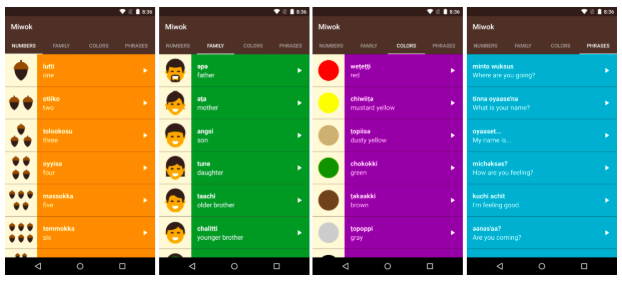 8:36
Miwok
NUMBERS FAMILY COLORS PHRASES
lutti
one
otiiko
two
tolookosu
three
oyyisa
four
massokka
five
temmokka
six
8:36
Miwok
NUMBERS FAMILY COLORS PHRASES
әpә
father
әṭa
mother
angsi
son
tune
daughter
taachi
older brother
chalitti
younger brother
8:36
Miwok
NUMBERS FAMILY COLORS PHRASES
weṭeṭṭi
red
chiwiiṭә
mustard yellow
ṭopiisә
dusty yellow
chokokki
green
ṭakaakki
brown
ṭopoppi
gray
8:36
Miwok
NUMBERS FAMILY COLORS PHRASES
minto wuksus
Where are you going?
tinnә oyaase'nә
What is your name?
oyaaset...
My name is...
michәksәs?
How are you feeling?
kuchi achit
I'm feeling good.
әәnәs'aa?
Are you coming?